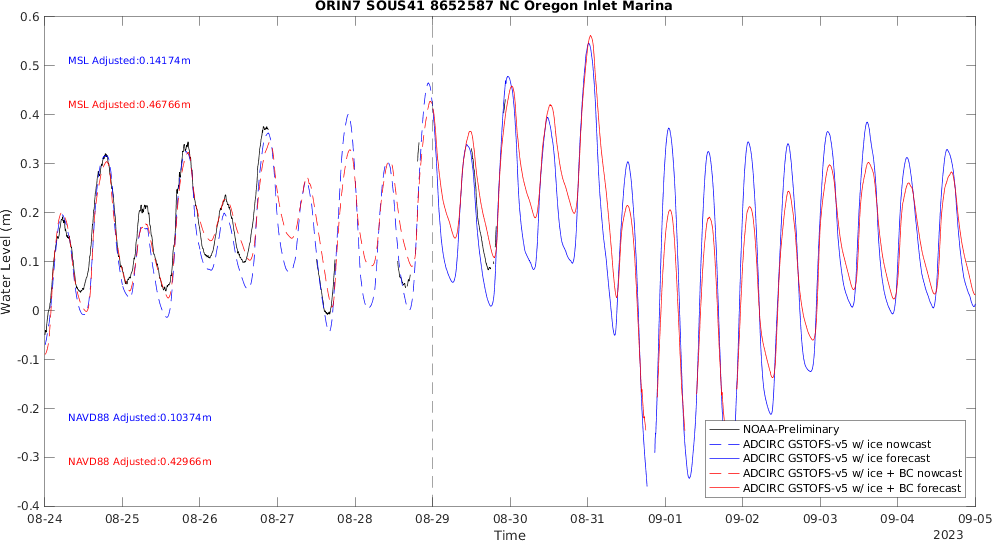 ORIN7 SOUS41 8652587 NC Oregon Inlet Marina
0.6
0.5
0.4
0.3
0.2
0.1
0
-0.1
-0.2
-0.3
-0.4
Water Level (m)
MSL Adjusted:0.14174m
MSL Adjusted:0.46766m
NAVD88 Adjusted:0.10374m
NAVD88 Adjusted:0.42966m
NOAA-Preliminary
ADCIRC GSTOFS-v5 w/ ice nowcast
ADCIRC GSTOFS-v5 w/ ice forecast
ADCIRC GSTOFS-v5 w/ ice + BC nowcast
ADCIRC GSTOFS-v5 w/ ice + BC forecast
08-24 08-25 08-26 08-27 08-28 08-29 08-30 08-31 09-01 09-02 09-03 09-04 09-05
Time
2023